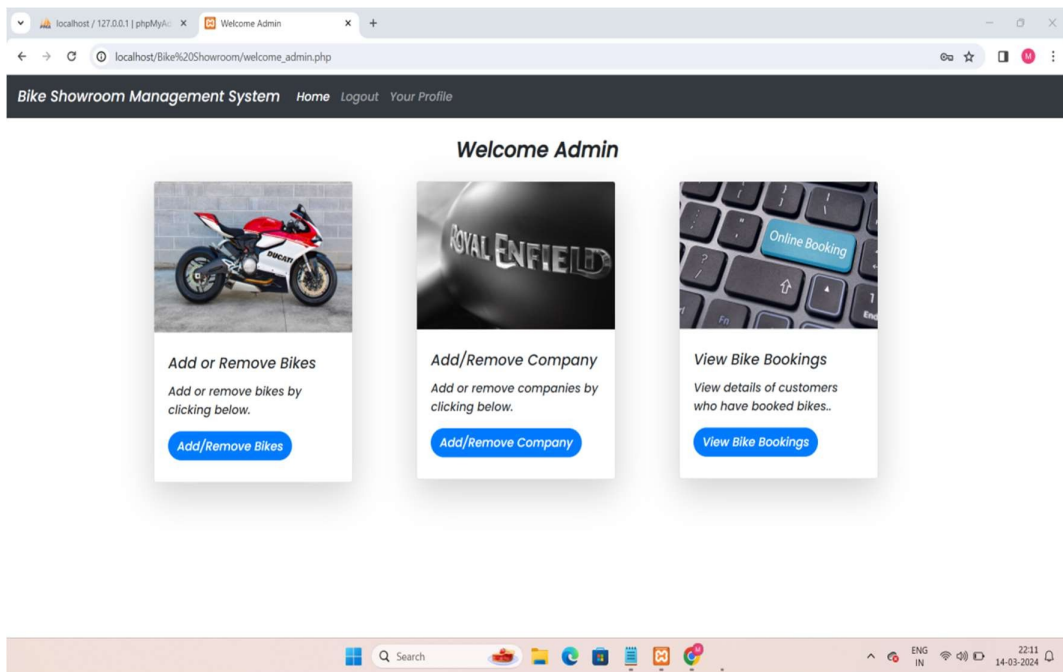 localhost / 127.0.0.1 | phpMyAd
Welcome Admin
localhost/Bike%20Showroom/welcome_admin.php
M
Bike Showroom Management System Home Logout Your Profile
Welcome Admin
DUCATI
ROYAL ENFIELD
Online Booking
End
Fn
Add or Remove Bikes
Add or remove bikes by
clicking below.
Add/Remove Bikes
Add/Remove Company
Add or remove companies by
clicking below.
Add/Remove Company
View Bike Bookings
View details of customers
who have booked bikes..
View Bike Bookings
Search
ENG
IN
22:11
14-03-2024